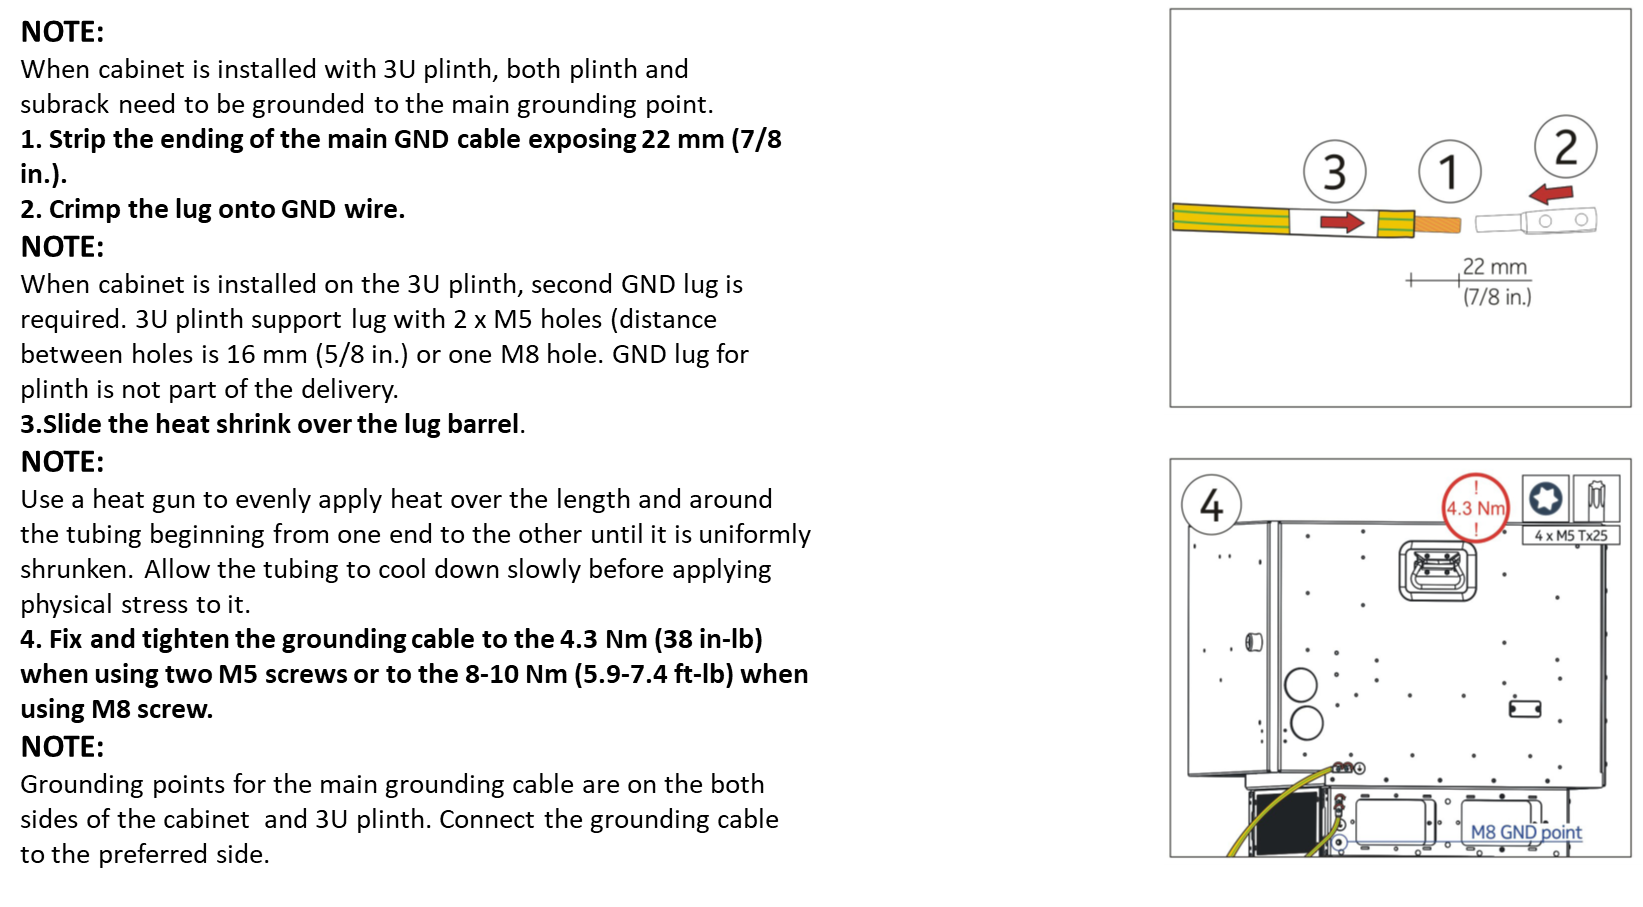 NOTE:
When cabinet is installed with 3U plinth, both plinth and
subrack need to be grounded to the main grounding point.
1. Strip the ending of the main GND cable exposing 22 mm (7/8
in.).
2. Crimp the lug onto GND wire.
NOTE:
When cabinet is installed on the 3U plinth, second GND lug is
required. 3U plinth support lug with 2 x M5 holes (distance
between holes is 16 mm (5/8 in.) or one M8 hole. GND lug for
plinth is not part of the delivery.
3.Slide the heat shrink over the lug barrel.
NOTE:
Use a heat gun to evenly apply heat over the length and around
the tubing beginning from one end to the other until it is uniformly
shrunken. Allow the tubing to cool down slowly before applying
physical stress to it.
4. Fix and tighten the grounding cable to the 4.3 Nm (38 in-lb)
when using two M5 screws or to the 8-10 Nm (5.9-7.4 ft-lb) when
using M8 screw.
NOTE:
Grounding points for the main grounding cable are on the both
sides of the cabinet and 3U plinth. Connect the grounding cable
to the preferred side.
3
1
2
22 mm
(7/8 in.)
4
!
4.3 Nm
!
4 x M5 Tx25
M8 GND point